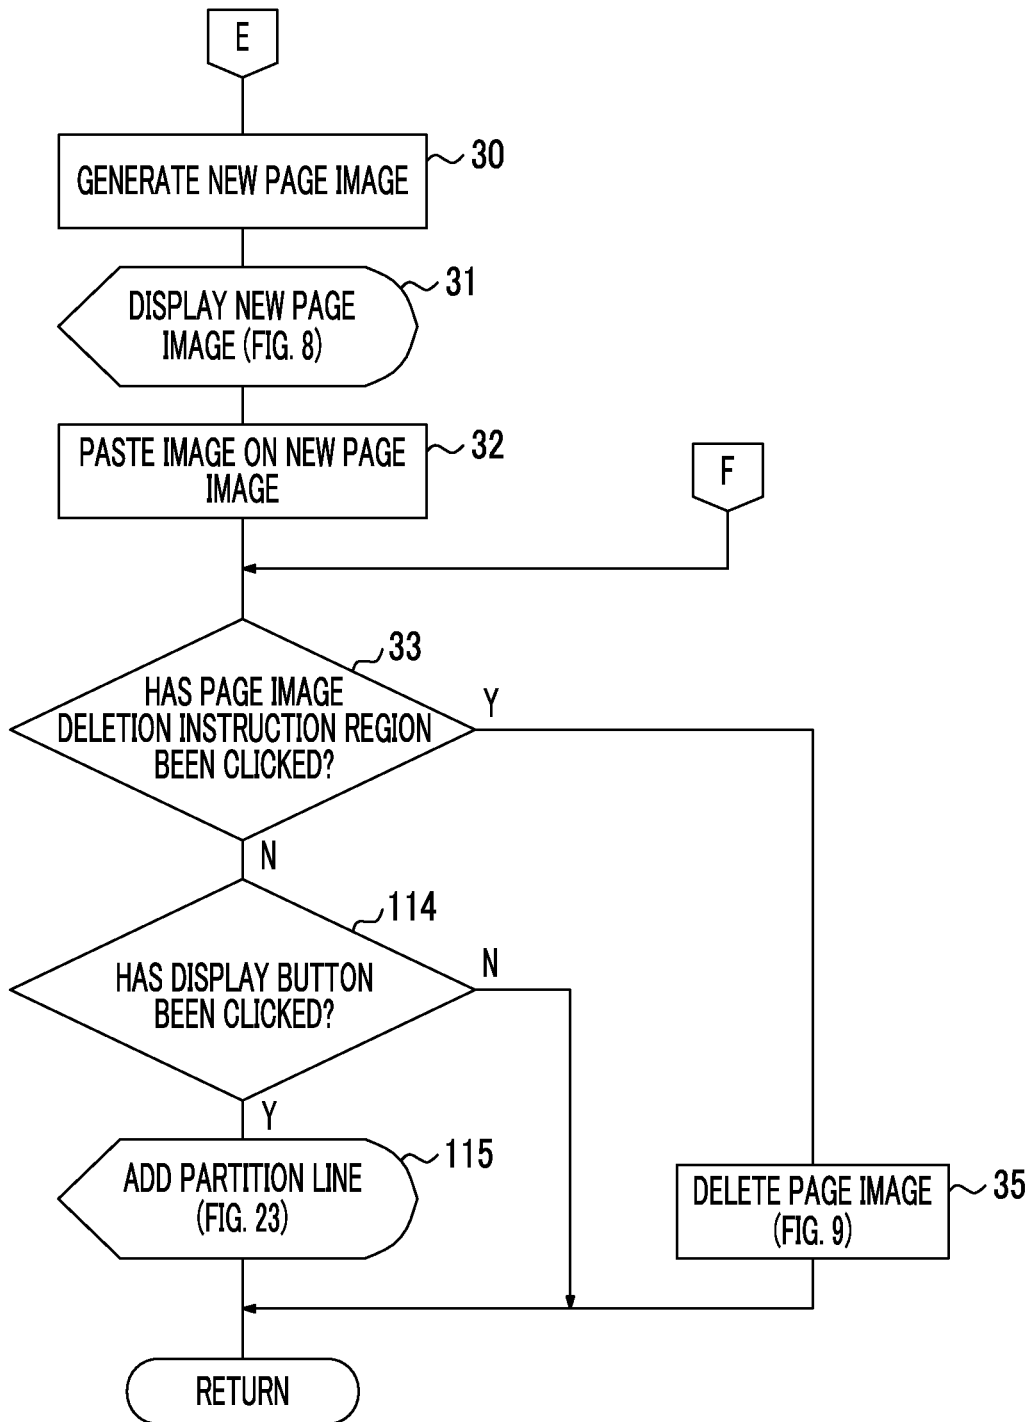 E
GENERATE NEW PAGE IMAGE
30
DISPLAY NEW PAGE
IMAGE (FIG. 8)
31
PASTE IMAGE ON NEW PAGE
IMAGE
32
F
HAS PAGE IMAGE
DELETION INSTRUCTION REGION
BEEN CLICKED?
33
Y
N
HAS DISPLAY BUTTON
BEEN CLICKED?
114
N
Y
ADD PARTITION LINE
(FIG. 23)
115
DELETE PAGE IMAGE
(FIG. 9)
35
RETURN